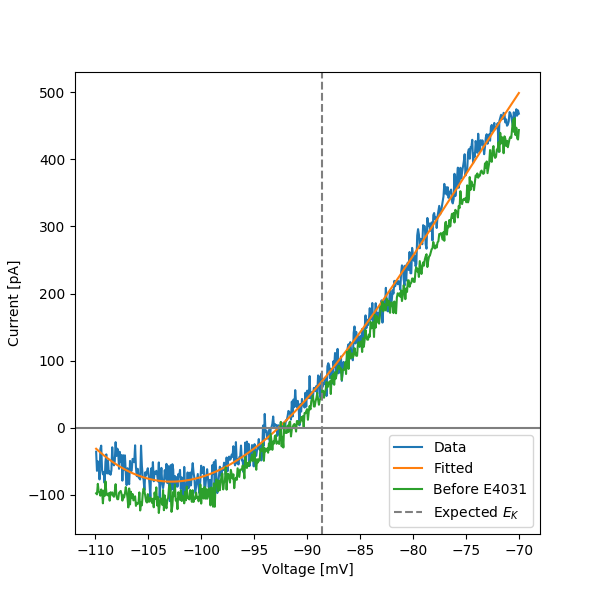 500
400
300
200
100
0
−100
Current [pA]
Data
Fitted
Before E4031
Expected E_K
−110 −105 −100 −95 −90 −85 −80 −75 −70
Voltage [mV]